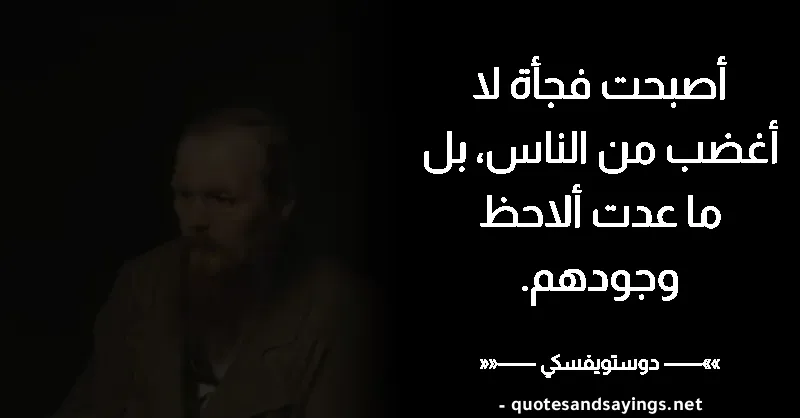 أصبحت فجأة لا
أغضب من الناس، بل
ما عدت ألاحظ
وجودهم.
»»—— دوستويفسكي ——««
- quotesandsayings.net